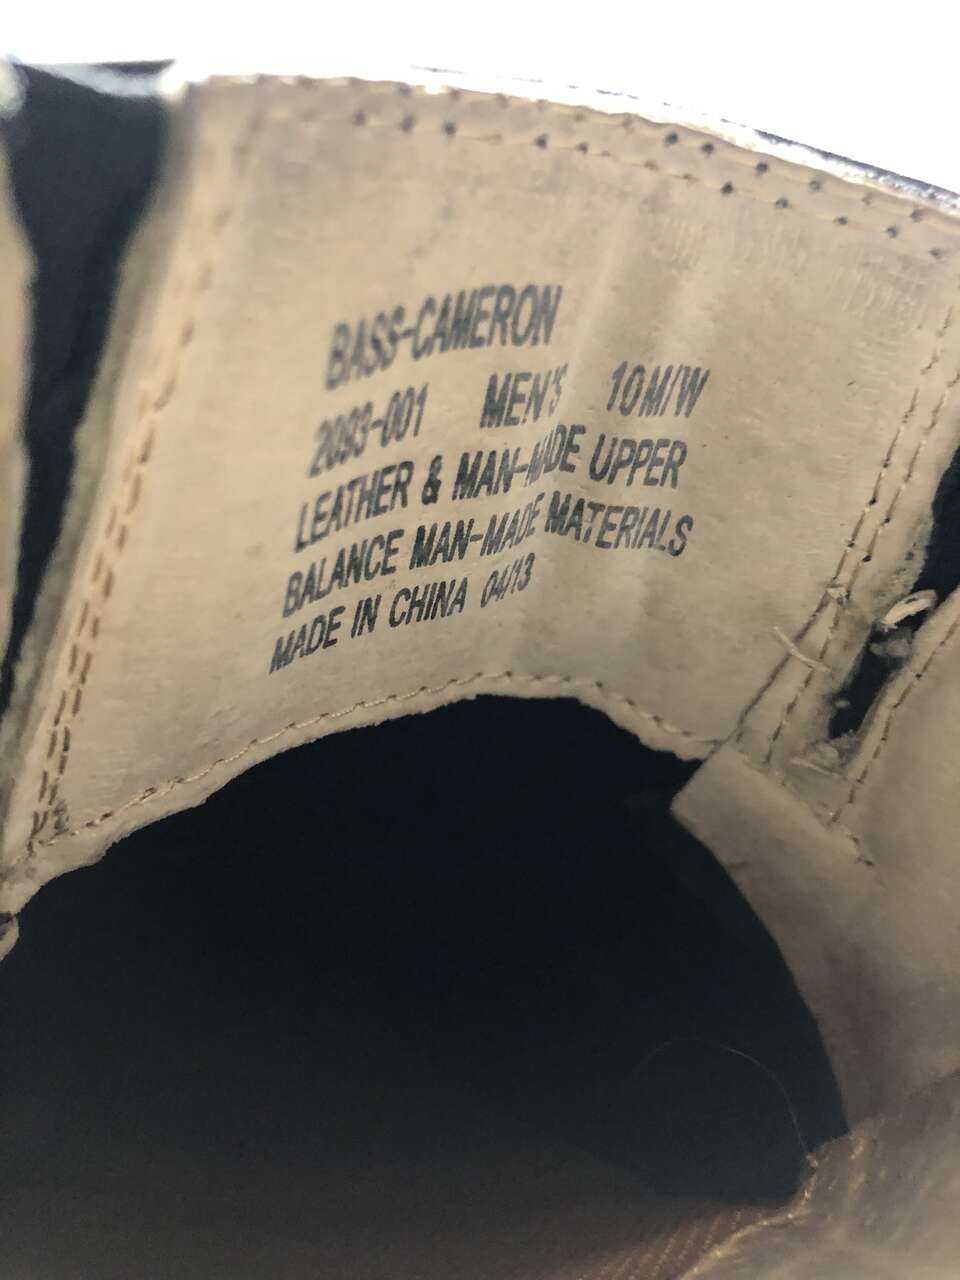 BASS-CAMERON
2093-001 MEN'S 10M/W
LEATHER & MAN-MADE UPPER
BALANCE MAN-MADE MATERIALS
MADE IN CHINA 04/13